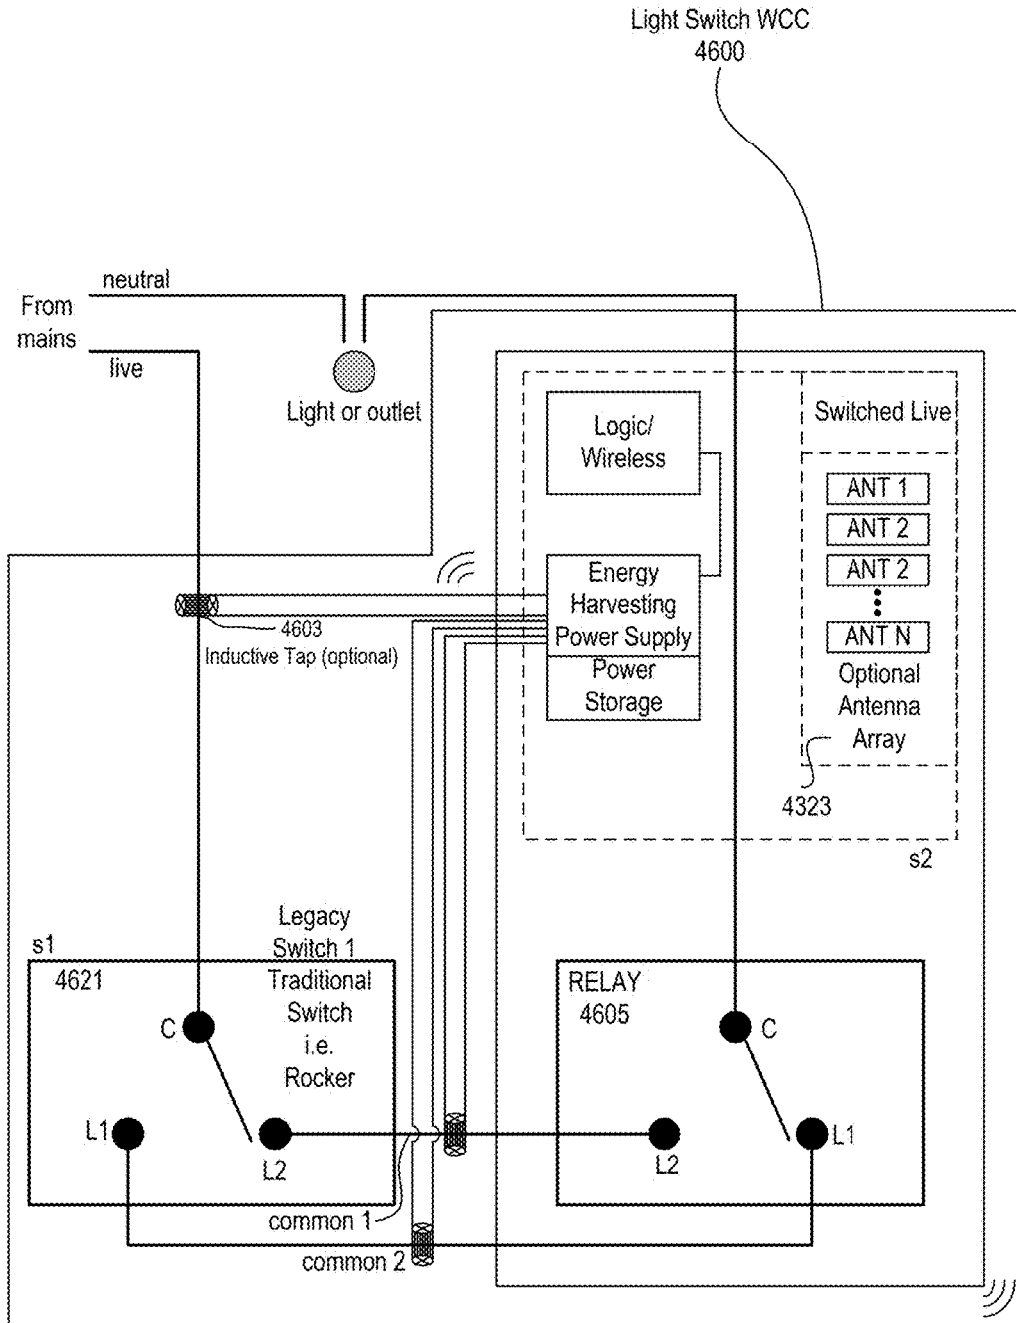 Light Switch WCC
4600
neutral
From
mains
live
Light or outlet
Logic/
Wireless
Switched Live
ANT 1
ANT 2
ANT 2
ANT N
Optional
Antenna
Array
4323
Energy
Harvesting
Power Supply
Power
Storage
4603
Inductive Tap (optional)
s2
s1
4621
Legacy
Switch 1
Traditional
Switch
i.e.
Rocker
C
L1
L2
RELAY
4605
C
L2
L1
common 1
common 2